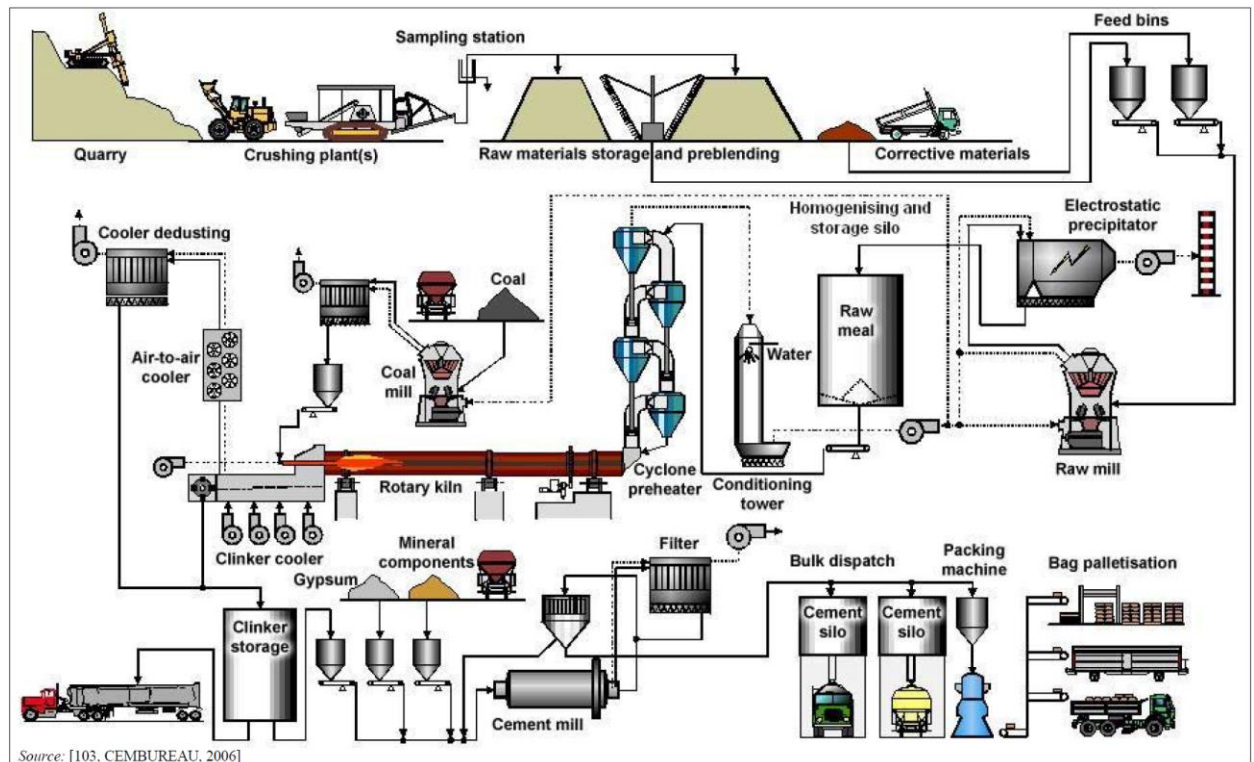 Feed bins
Sampling station
Quarry
Crushing plant(s)
Raw materials storage and preblending
Corrective materials
Cooler dedusting
Homogenising and
storage silo
Electrostatic
precipitator
Coal
Raw
meal
Air-to-air
cooler
Coal
mill
Water
Rotary kiln
Cyclone
preheater
Conditioning
tower
Raw mill
Clinker cooler
Mineral
components
Gypsum
Filter
Bulk dispatch
Packing
machine
Bag palletisation
Clinker
storage
Cement
silo
Cement
silo
Cement mill
Source: [103, CEMBUREAU, 2006]